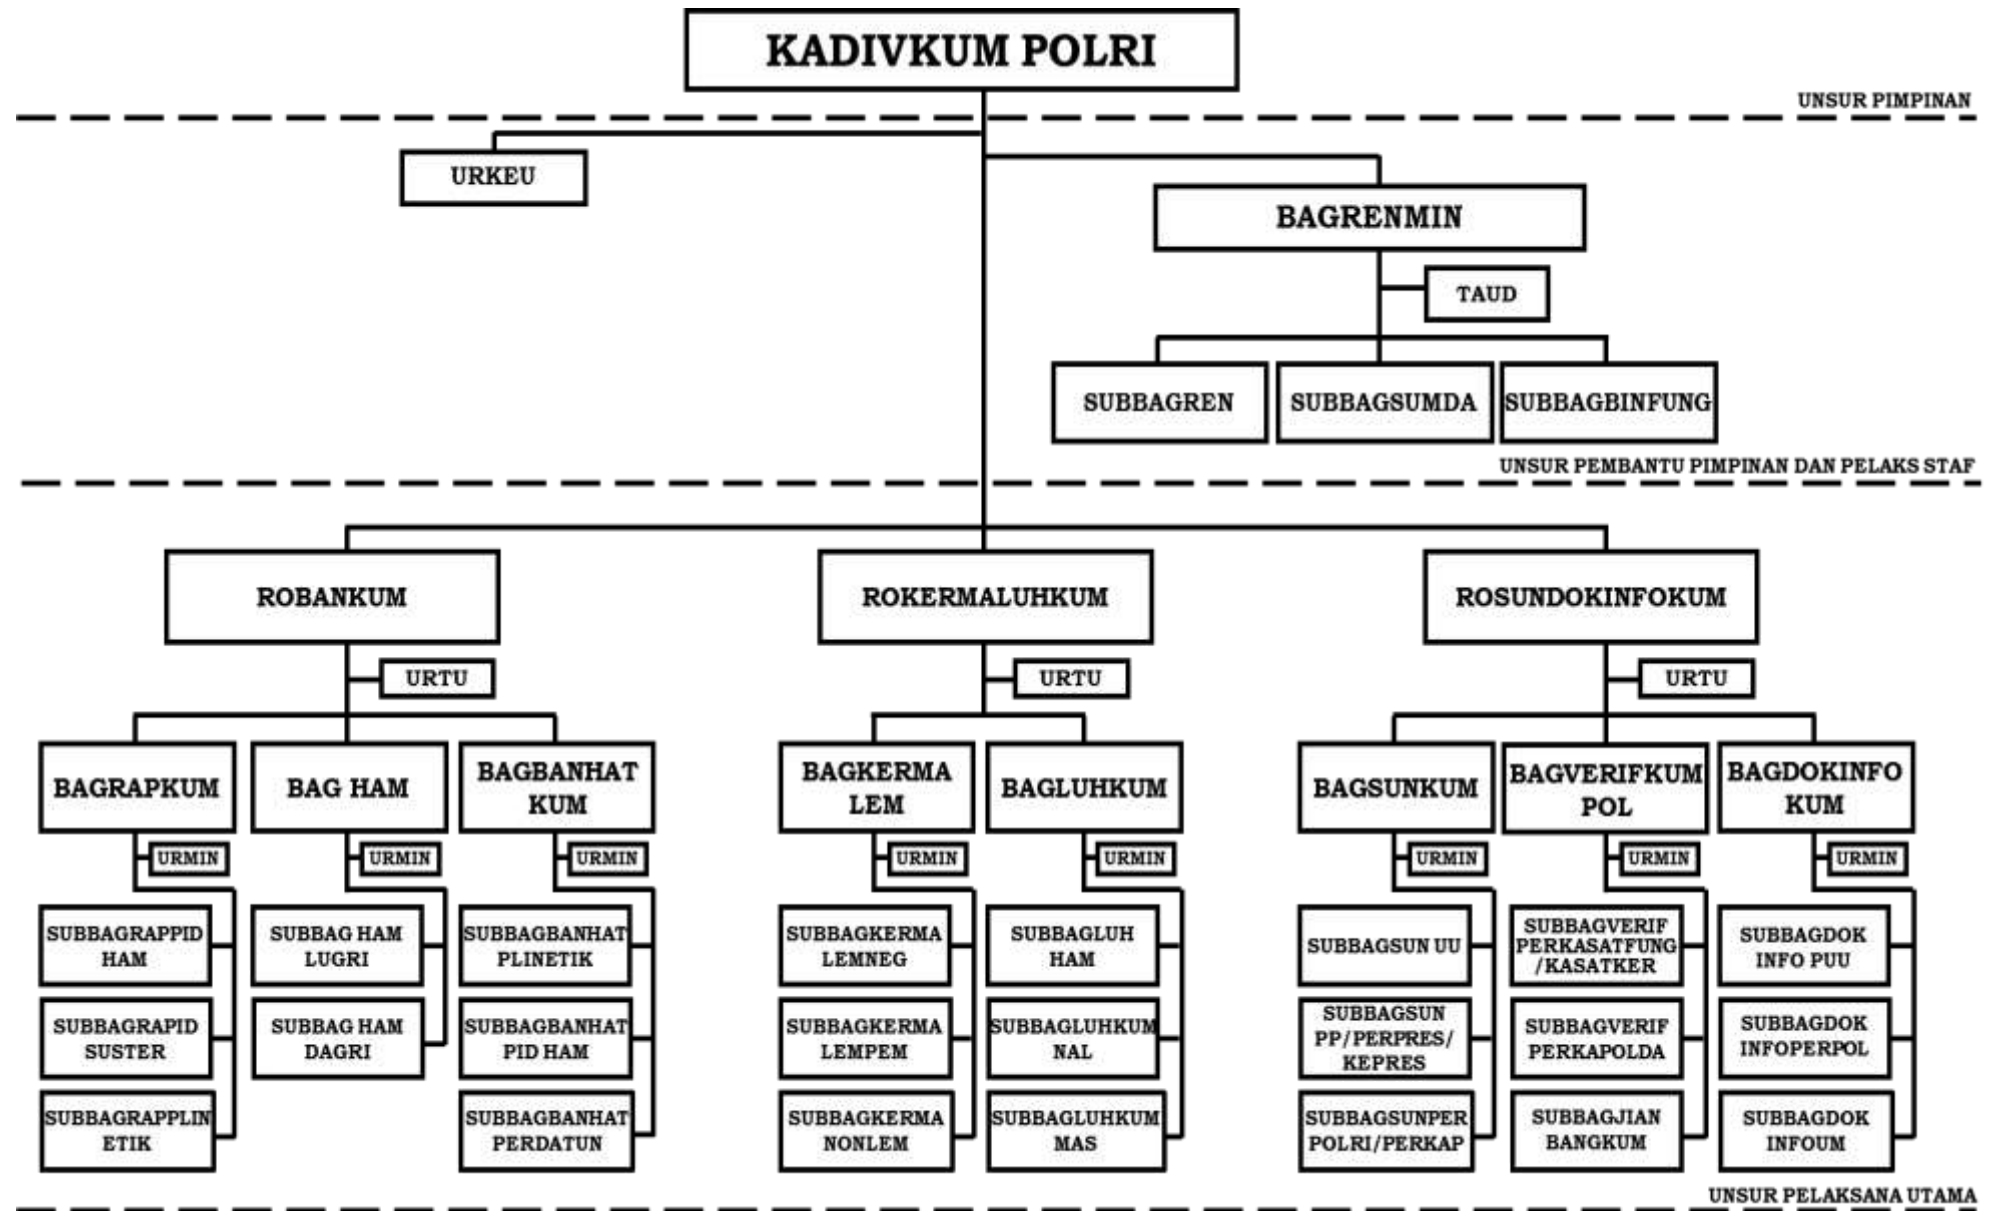 KADIVKUM POLRI
UNSUR PIMPINAN
URKEU
BAGRENMIN
TAUD
SUBBAGREN
SUBBAGSUMDA
SUBBAGBINFUNG
UNSUR PEMBANTU PIMPINAN DAN PELAKS STAF
ROBANKUM
ROKERMALUHKUM
ROSUNDOKINFOKUM
URTU
URTU
URTU
BAGRAPKUM
BAG HAM
BAGBANHAT
KUM
BAGKERMA
LEM
BAGLUHKUM
BAGSUNKUM
BAGVERIFKUM
POL
BAGDOKINFO
KUM
URMIN
URMIN
URMIN
URMIN
URMIN
URMIN
URMIN
URMIN
SUBBAGRAPPID
HAM
SUBBAG HAM
LUGRI
SUBBAGBANHAT
PLINETIK
SUBBAGKERMA
LEMNEG
SUBBAGLUH
HAM
SUBBAGSUN UU
SUBBAGVERIF
PERKASATFUNG
/KASATKER
SUBBAGDOK
INFO PUU
SUBBAGRAPID
SUSTER
SUBBAG HAM
DAGRI
SUBBAGBANHAT
PID HAM
SUBBAGKERMA
LEMPEM
SUBBAGLUHKUM
NAL
SUBBAGSUN
PP/PERPRES/
KEPRES
SUBBAGVERIF
PERKAPOLDA
SUBBAGDOK
INFOPERPOL
SUBBAGRAPPLIN
ETIK
SUBBAGBANHAT
PERDATUN
SUBBAGKERMA
NONLEM
SUBBAGLUHKUM
MAS
SUBBAGSUNPER
POLRI/PERKAP
SUBBAGJIAN
BANGKUM
SUBBAGDOK
INFOUM
UNSUR PELAKSANA UTAMA